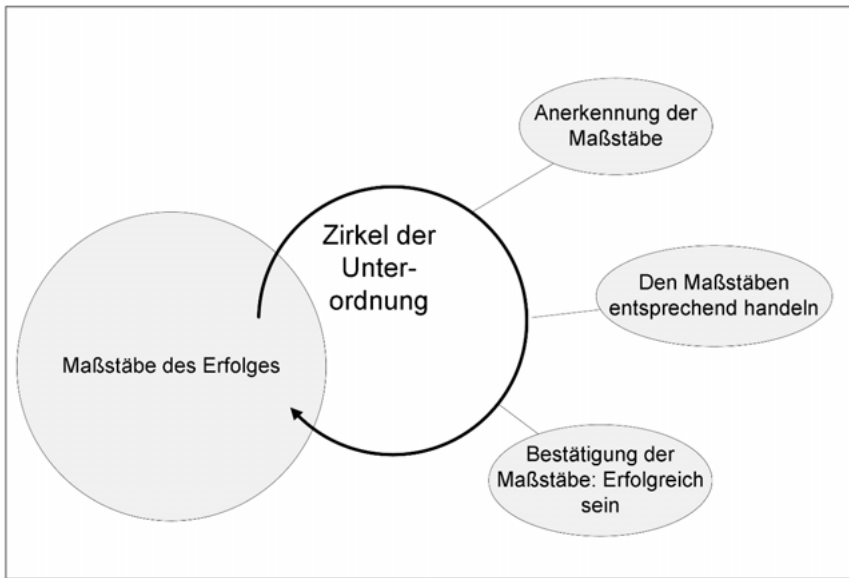 Anerkennung der
Maßstäbe
Zirkel der
Unter-
ordnung
Den Maßstäben
entsprechend handeln
Maßstäbe des Erfolges
Bestätigung der
Maßstäbe: Erfolgreich
sein